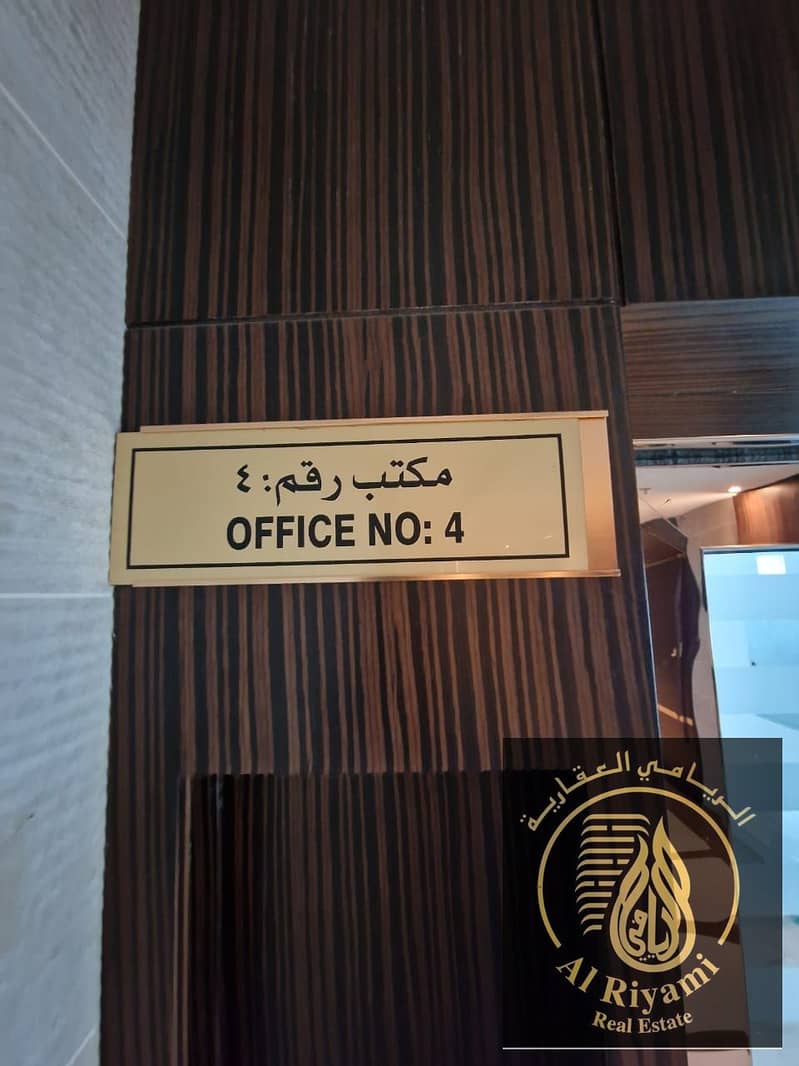 مكتب رقم: ٤
OFFICE NO: 4
الريامي العقارية
Al Riyami
Real Estate